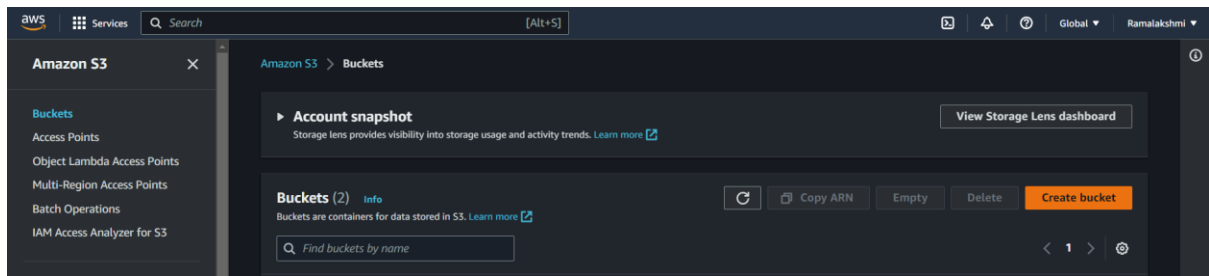 aws Services Search [Alt+S] Global Ramalakshmi
Amazon S3
Buckets
Access Points
Object Lambda Access Points
Multi-Region Access Points
Batch Operations
IAM Access Analyzer for S3
Amazon S3 > Buckets
Account snapshot
View Storage Lens dashboard
Storage lens provides visibility into storage usage and activity trends. Learn more
Buckets (2) Info
Copy ARN Empty Delete Create bucket
Buckets are containers for data stored in S3. Learn more
Find buckets by name
< 1 >